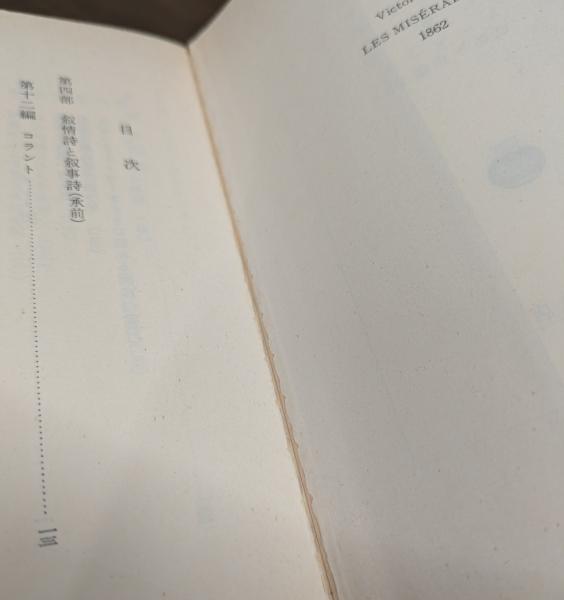 Victor
LES MISÉRA
1862
目次
第四部 叙情詩と叙事詩(承前)
第十二編 コラント……一三